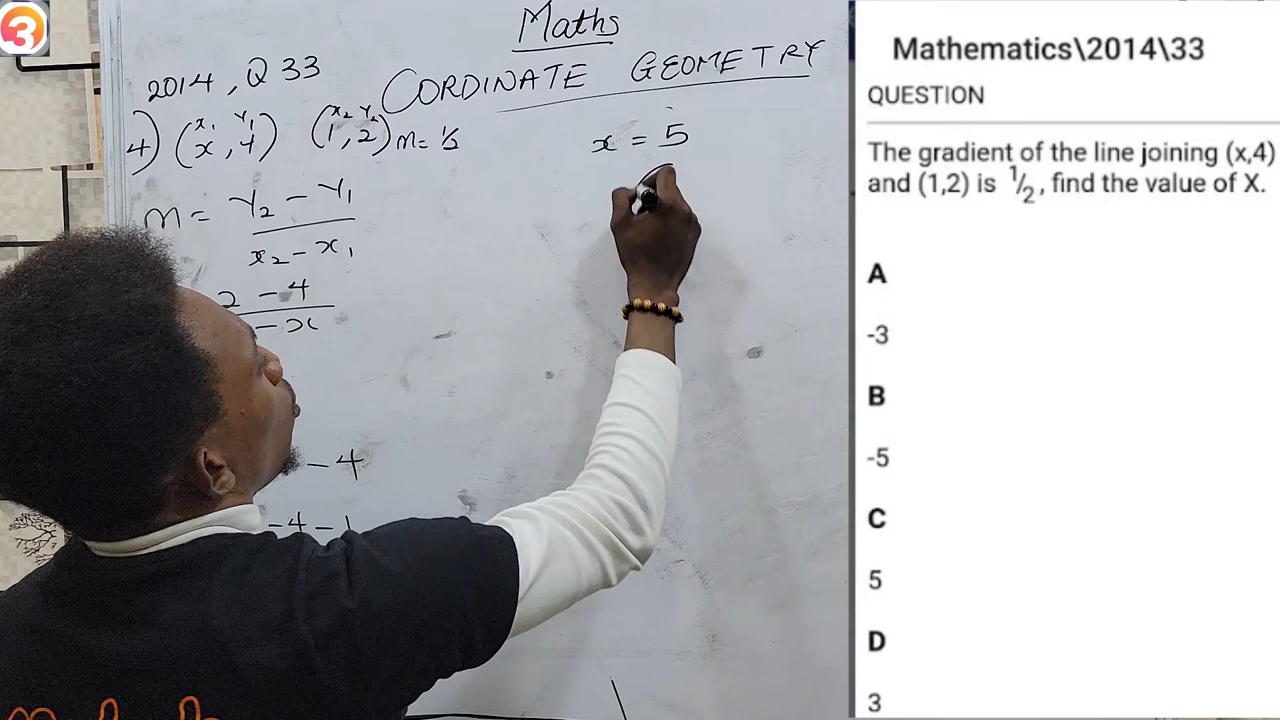 3
Maths
2014, Q 33
CORDINATE GEOMETRY
x₁ y₁ x₂ y₂
4) (x, 4) (1, 2) m = ½
x = 5
m = y₂ - y₁
x₂ - x₁
2 - 4
- x
- 4
- 4 - 1
Mathematics\2014\33
QUESTION
The gradient of the line joining (x,4)
and (1,2) is ½, find the value of X.
A
-3
B
-5
C
5
D
3